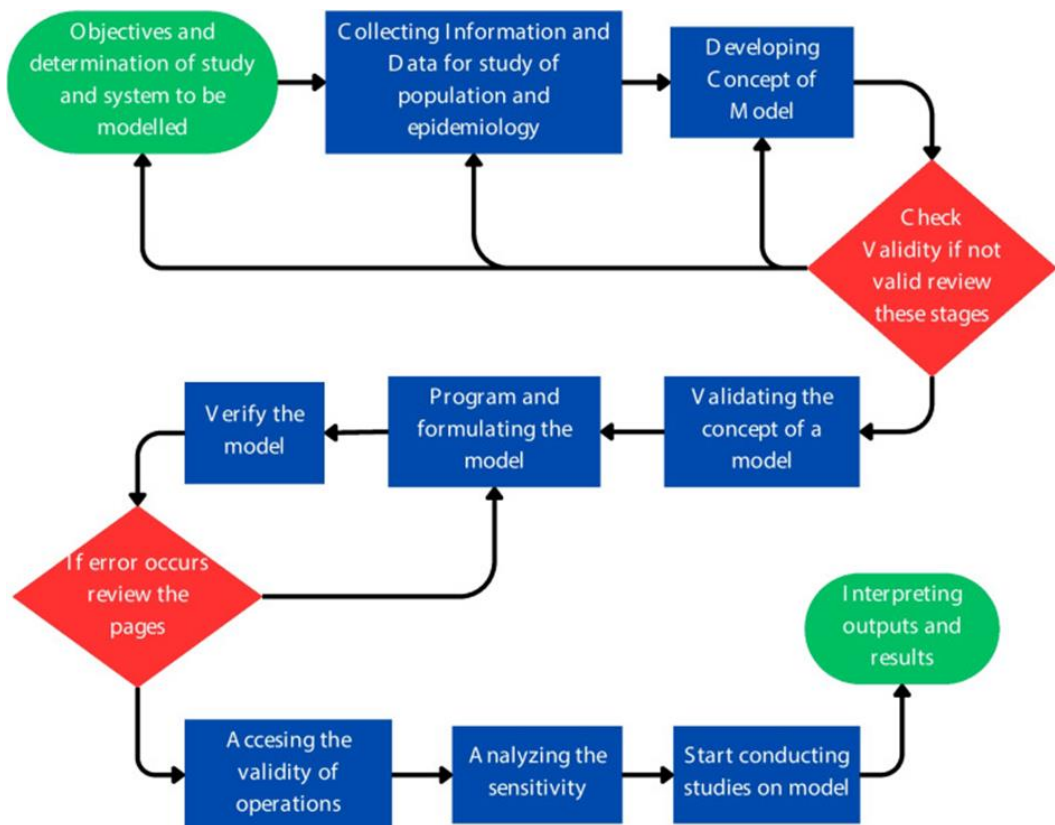 Objectives and
determination of study
and system to be
modelled
Collecting Information and
Data for study of
population and
epidemiology
Developing
Concept of
Model
Check
Validity if not
valid review
these stages
Validating the
concept of a
model
Program and
formulating the
model
Verify the
model
If error occurs
review the
pages
Accesing the
validity of
operations
Analyzing the
sensitivity
Start conducting
studies on model
Interpreting
outputs and
results